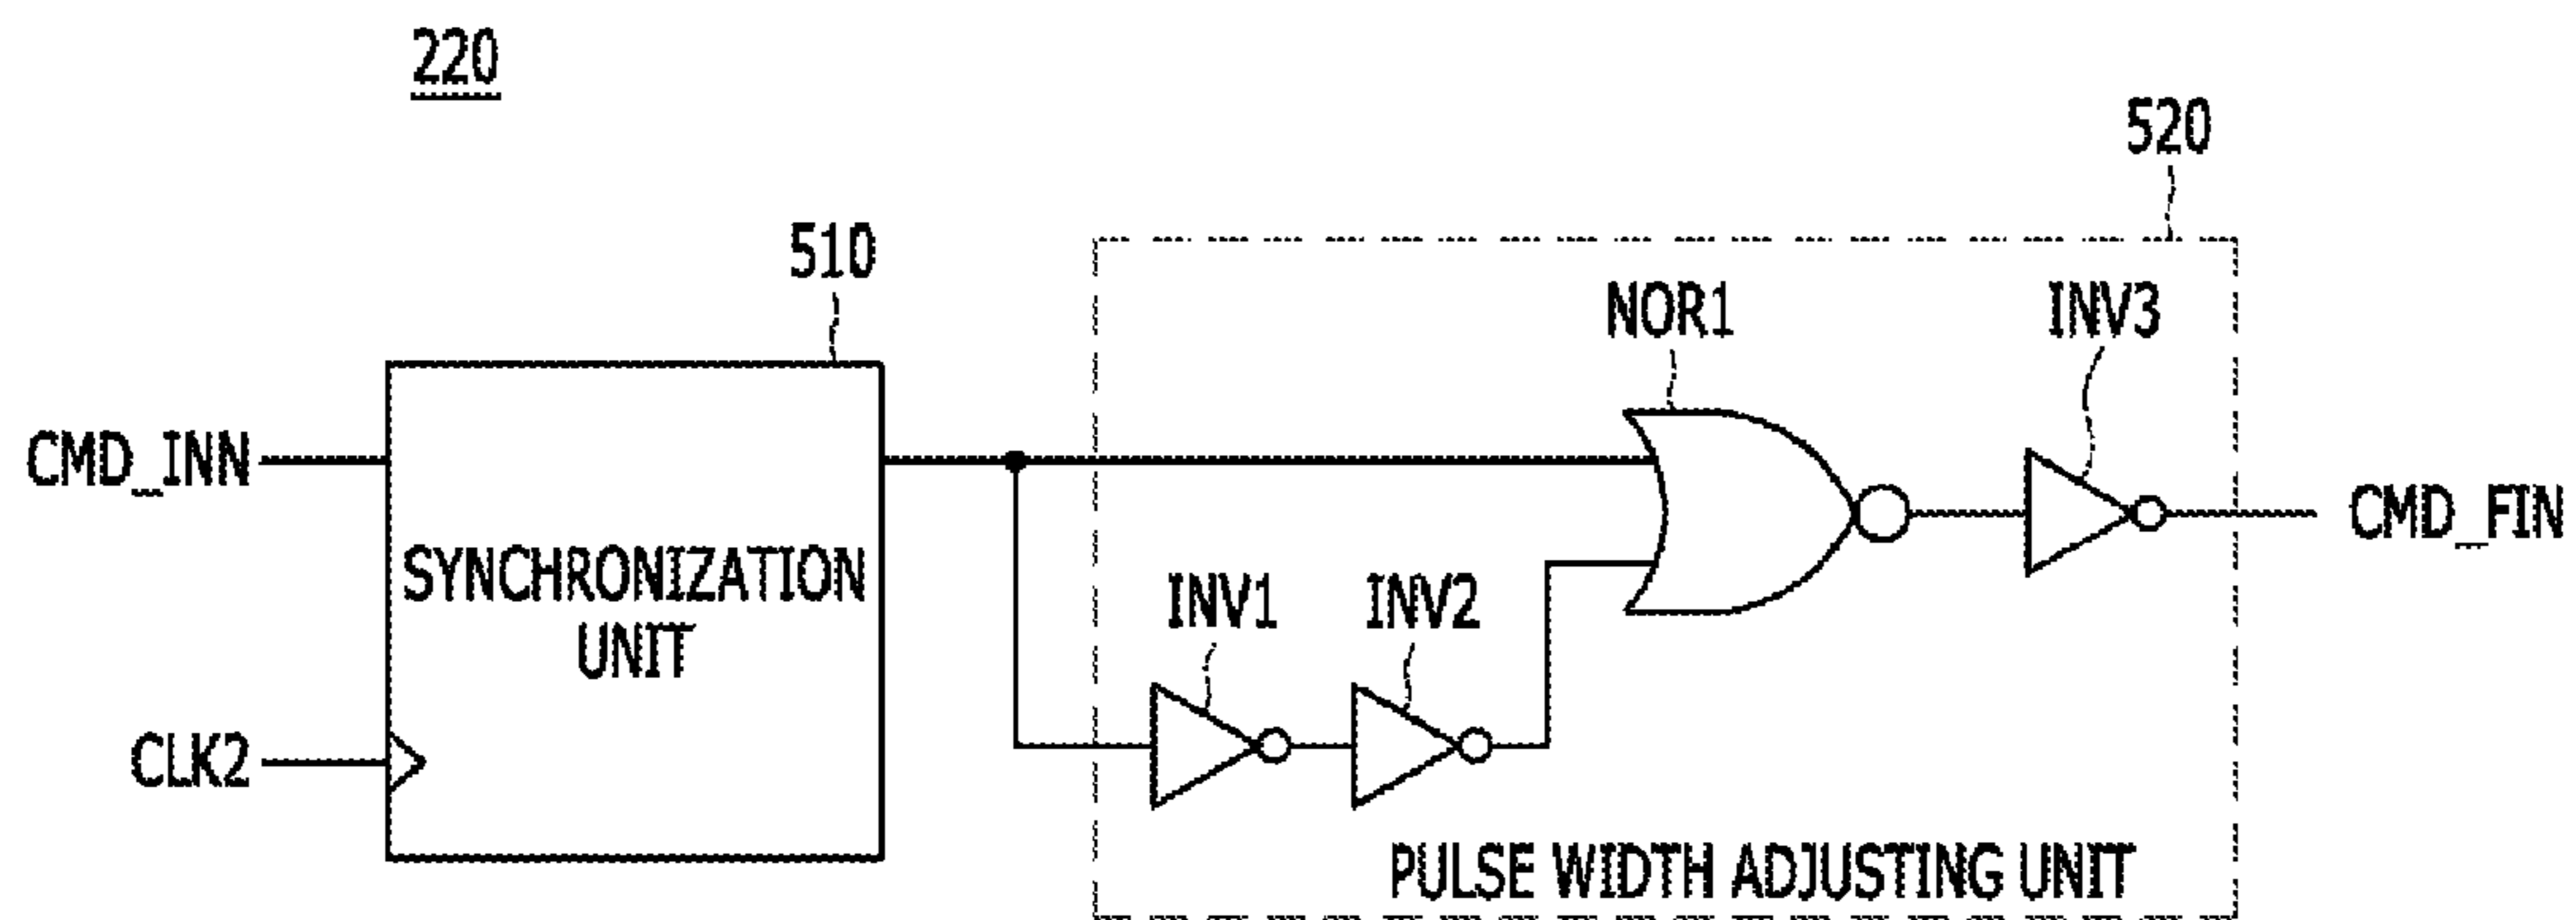 220
520
510
NOR1
INV3
CMD_INN
SYNCHRONIZATION
UNIT
CMD_FIN
INV1
INV2
CLK2
PULSE WIDTH ADJUSTING UNIT